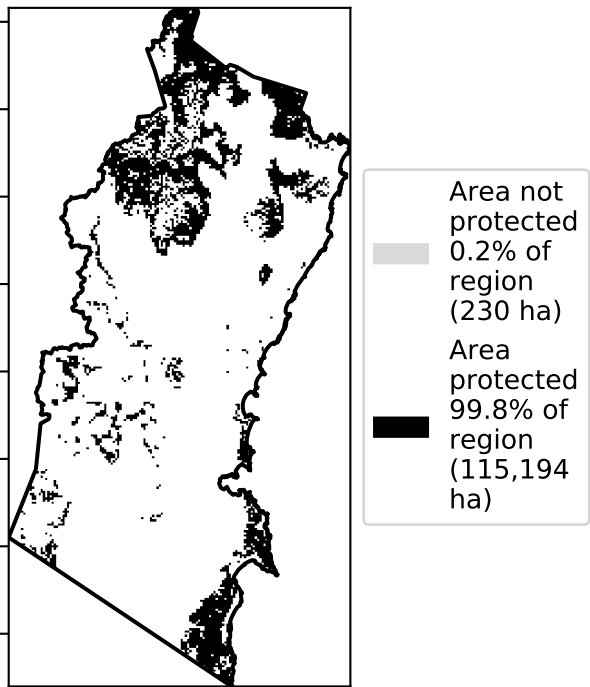 Area not
protected
0.2% of
region
(230 ha)
Area
protected
99.8% of
region
(115,194
ha)